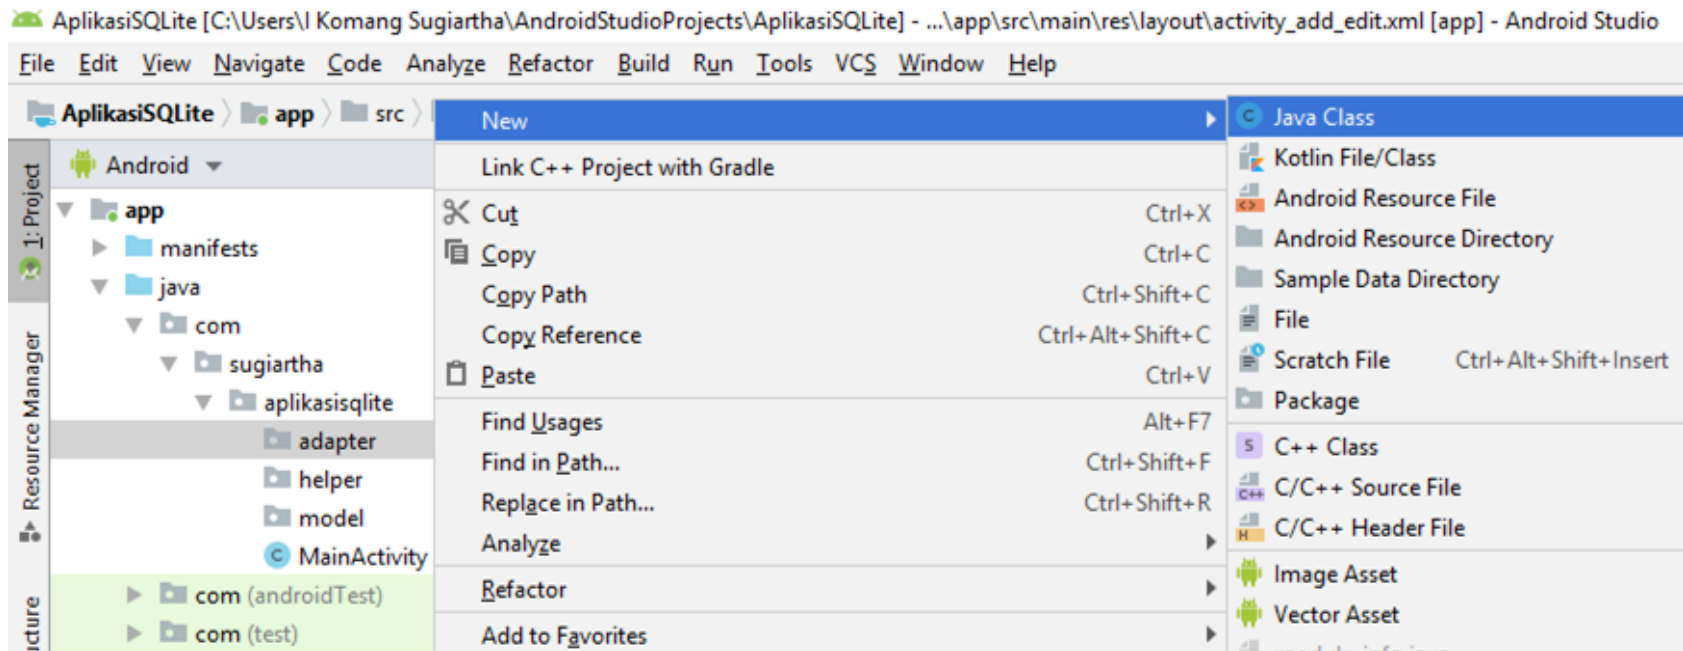 AplikasiSQLite [C:\Users\I Komang Sugiartha\AndroidStudioProjects\AplikasiSQLite] - ...\app\src\main\res\layout\activity_add_edit.xml [app] - Android Studio
File Edit View Navigate Code Analyze Refactor Build Run Tools VCS Window Help
AplikasiSQLite app src
1: Project
Resource Manager
Android
app
manifests
java
com
sugiartha
aplikasisqlite
adapter
helper
model
MainActivity
com (androidTest)
com (test)
New
Link C++ Project with Gradle
Cut Ctrl+X
Copy Ctrl+C
Copy Path Ctrl+Shift+C
Copy Reference Ctrl+Alt+Shift+C
Paste Ctrl+V
Find Usages Alt+F7
Find in Path... Ctrl+Shift+F
Replace in Path... Ctrl+Shift+R
Analyze
Refactor
Add to Favorites
Java Class
Kotlin File/Class
Android Resource File
Android Resource Directory
Sample Data Directory
File
Scratch File Ctrl+Alt+Shift+Insert
Package
C++ Class
C/C++ Source File
C/C++ Header File
Image Asset
Vector Asset